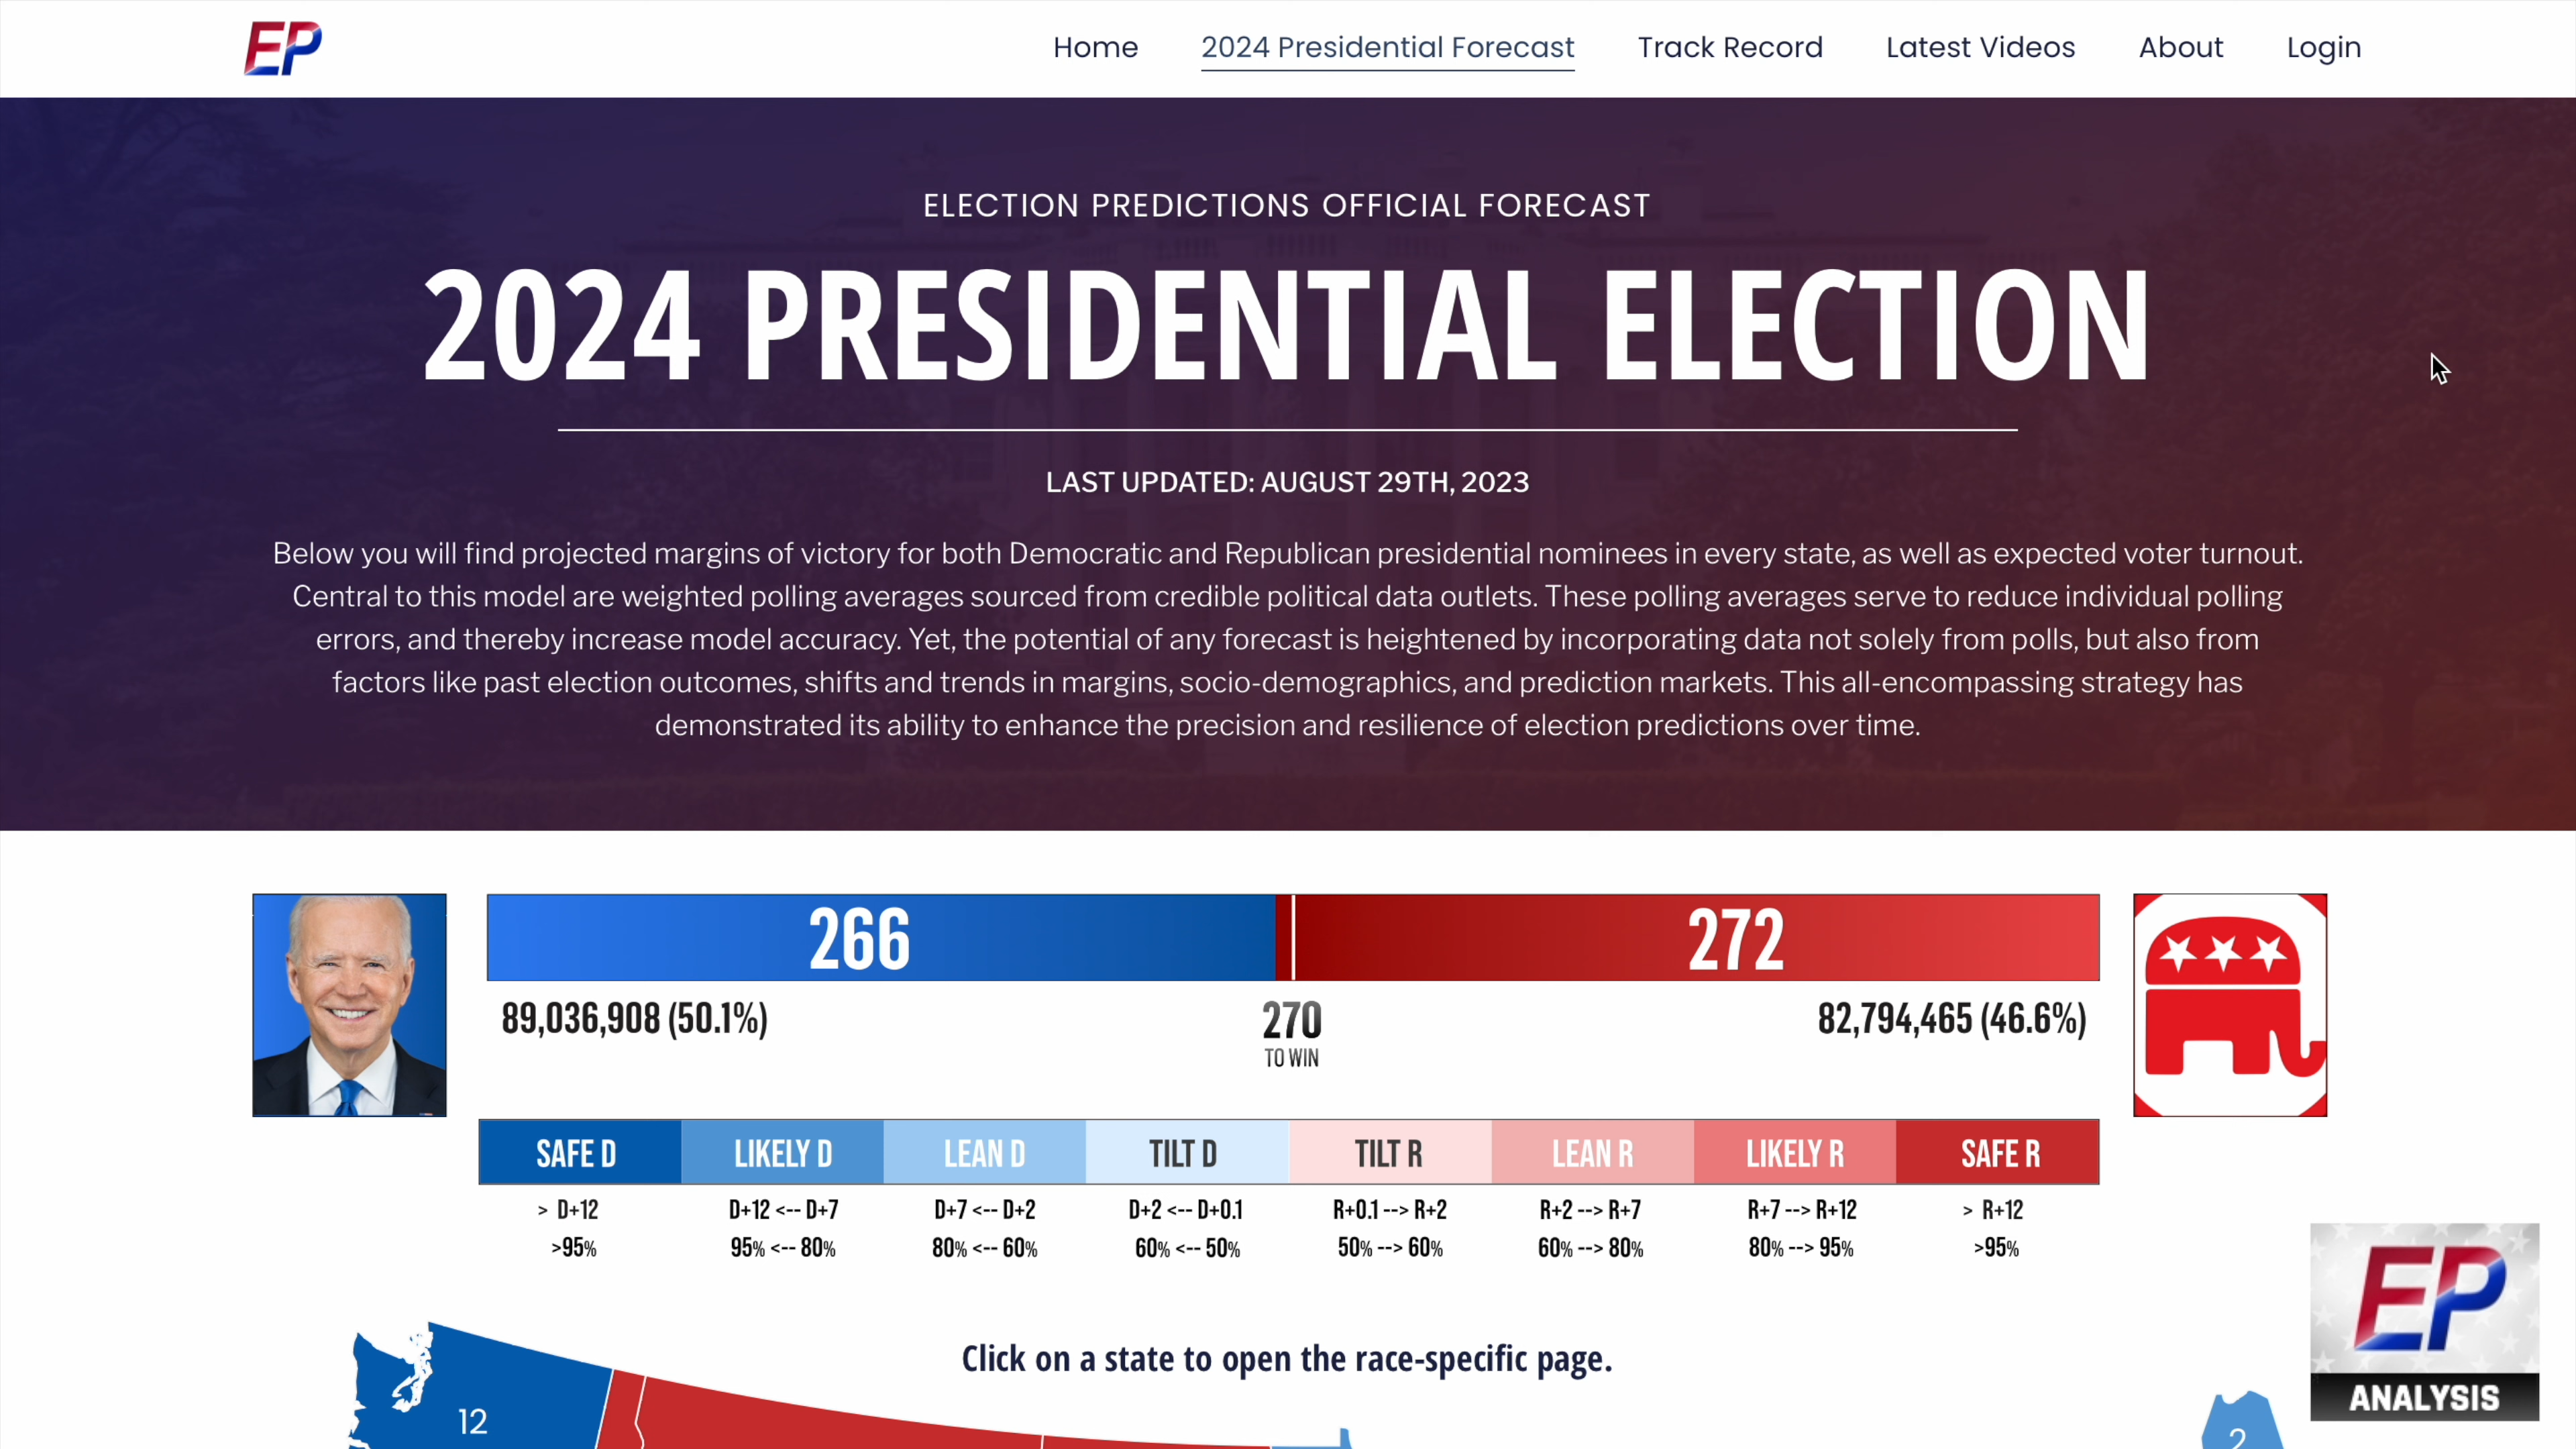 EP
Home 2024 Presidential Forecast Track Record Latest Videos About Login
ELECTION PREDICTIONS OFFICIAL FORECAST
2024 PRESIDENTIAL ELECTION
LAST UPDATED: AUGUST 29TH, 2023
Below you will find projected margins of victory for both Democratic and Republican presidential nominees in every state, as well as expected voter turnout.
Central to this model are weighted polling averages sourced from credible political data outlets. These polling averages serve to reduce individual polling
errors, and thereby increase model accuracy. Yet, the potential of any forecast is heightened by incorporating data not solely from polls, but also from
factors like past election outcomes, shifts and trends in margins, socio-demographics, and prediction markets. This all-encompassing strategy has
demonstrated its ability to enhance the precision and resilience of election predictions over time.
266 272
89,036,908 (50.1%) 270 82,794,465 (46.6%)
TO WIN
SAFE D LIKELY D LEAN D TILT D TILT R LEAN R LIKELY R SAFE R
> D+12 D+12 <-- D+7 D+7 <-- D+2 D+2 <-- D+0.1 R+0.1 --> R+2 R+2 --> R+7 R+7 --> R+12 > R+12
>95% 95% <-- 80% 80% <-- 60% 60% <-- 50% 50% --> 60% 60% --> 80% 80% --> 95% >95%
Click on a state to open the race-specific page.
12
2
EP
ANALYSIS